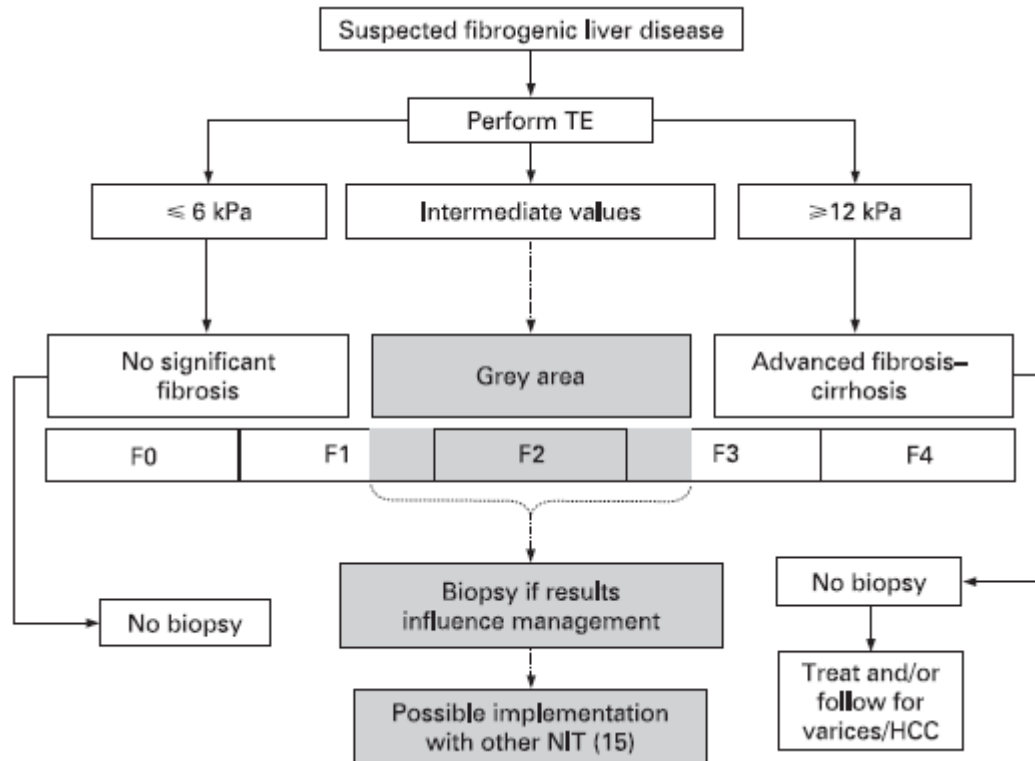 Suspected fibrogenic liver disease
Perform TE
⩽ 6 kPa
Intermediate values
⩾12 kPa
No significant
fibrosis
Grey area
Advanced fibrosis–
cirrhosis
F0
F1
F2
F3
F4
No biopsy
Biopsy if results
influence management
No biopsy
Possible implementation
with other NIT (15)
Treat and/or
follow for
varices/HCC